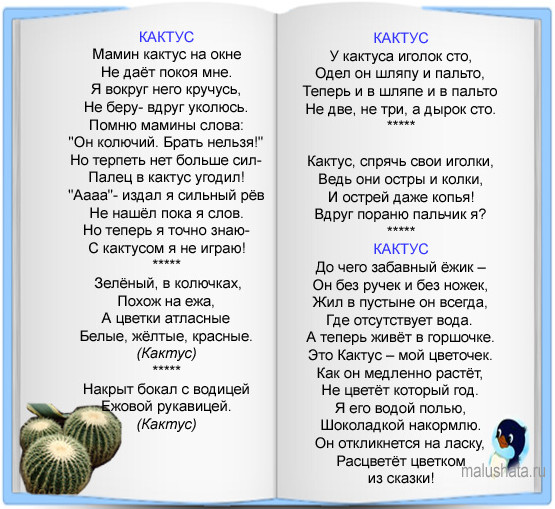 КАКТУС
Мамин кактус на окне
Не даёт покоя мне.
Я вокруг него кручусь,
Не беру- вдруг уколюсь.
Помню мамины слова:
"Он колючий. Брать нельзя!"
Но терпеть нет больше сил-
Палец в кактус угодил!
"Аааа"- издал я сильный рёв
Не нашёл пока я слов.
Но теперь я точно знаю-
С кактусом я не играю!
*****
Зелёный, в колючках,
Похож на ежа,
А цветки атласные
Белые, жёлтые, красные.
(Кактус)
*****
Накрыт бокал с водицей
Ежовой рукавицей.
(Кактус)
КАКТУС
У кактуса иголок сто,
Одел он шляпу и пальто,
Теперь и в шляпе и в пальто
Не две, не три, а дырок сто.
*****
Кактус, спрячь свои иголки,
Ведь они остры и колки,
И острей даже копья!
Вдруг пораню пальчик я?
*****
КАКТУС
До чего забавный ёжик –
Он без ручек и без ножек,
Жил в пустыне он всегда,
Где отсутствует вода.
А теперь живёт в горшочке.
Это Кактус – мой цветочек.
Как он медленно растёт,
Не цветёт который год.
Я его водой полью,
Шоколадкой накормлю.
Он откликнется на ласку,
Расцветёт цветком
из сказки!
malushata.ru